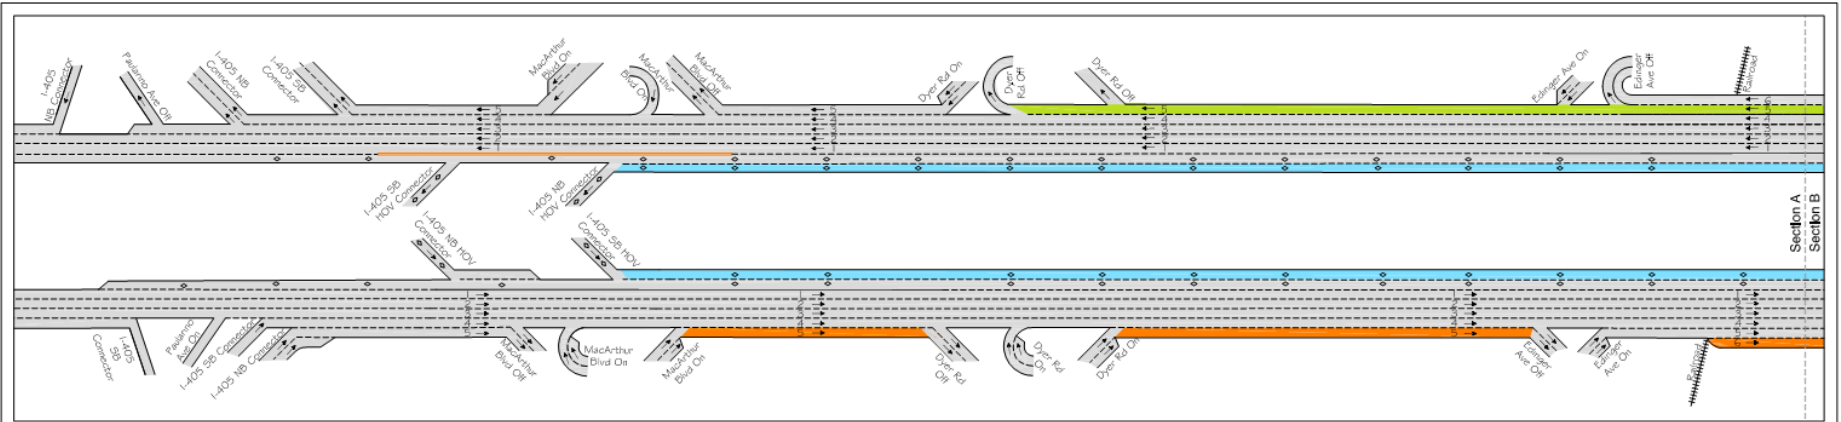 I-405
NB Connector
Paularino Ave Off
I-405 NB
Connector
I-405 SB
Connector
MacArthur
Blvd On
MacArthur
Blvd On
MacArthur
Blvd Off
Dyer Rd On
Dyer
Rd Off
Dyer Rd Off
Edinger Ave On
Edinger
Ave Off
Railroad
I-405 SB
HOV Connector
I-405 NB
HOV Connector
I-405 NB HOV
Connector
I-405 SB HOV
Connector
Section A
Section B
I-405
SB
Connector
Paularino
Ave On
I-405 SB Connector
I-405 NB Connector
MacArthur
Blvd Off
MacArthur
Blvd On
MacArthur
Blvd On
Dyer Rd
Off
Dyer Rd
On
Dyer Rd On
Edinger
Ave Off
Edinger
Ave On
Railroad